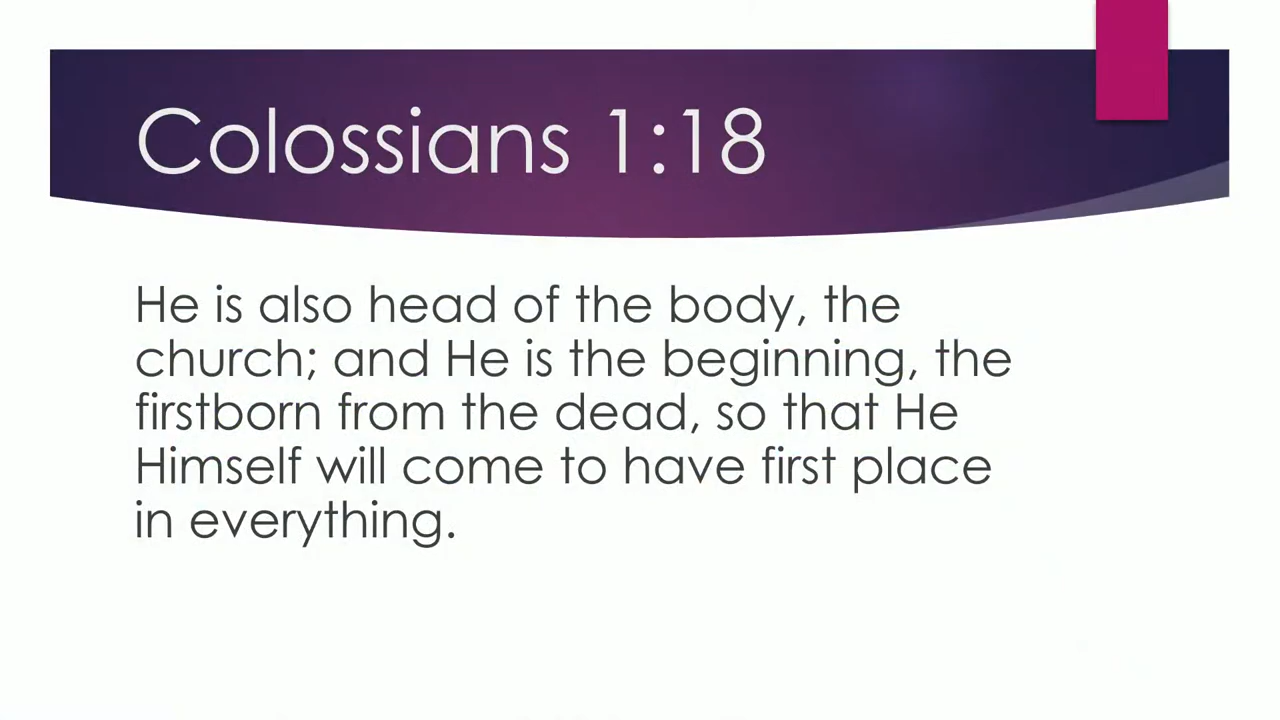 Colossians 1:18
He is also head of the body, the
church; and He is the beginning, the
firstborn from the dead, so that He
Himself will come to have first place
in everything.